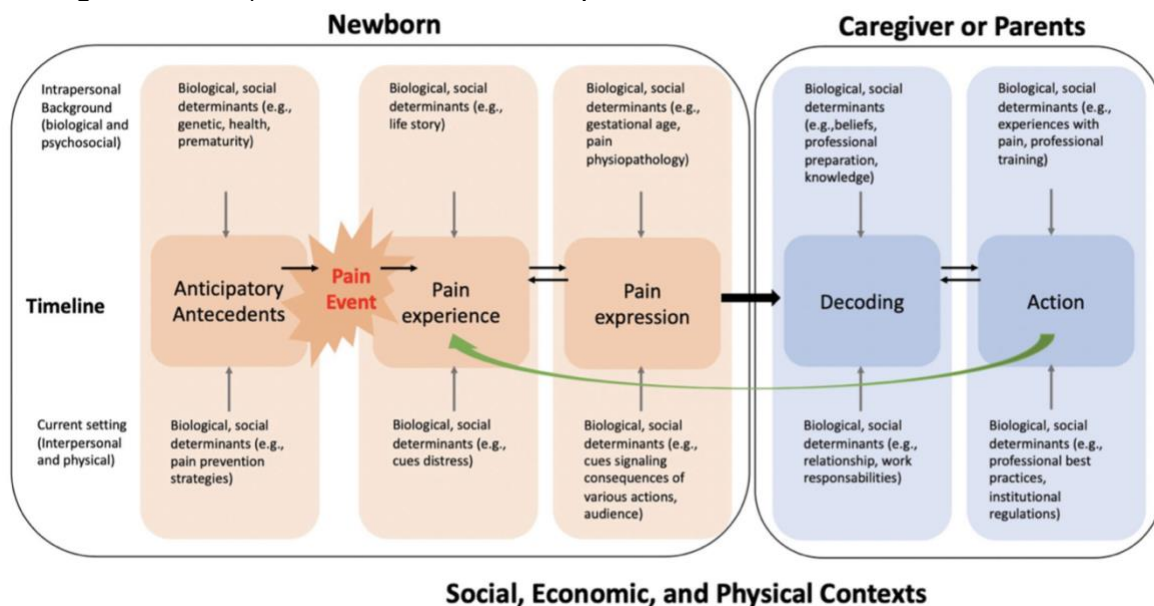 Newborn
Caregiver or Parents
Intrapersonal
Background
(biological and
psychosocial)
Biological, social
determinants (e.g.,
genetic, health,
prematurity)
Biological, social
determinants (e.g.,
life story)
Biological, social
determinants (e.g.,
gestational age,
pain
physiopathology)
Biological, social
determinants
(e.g.,beliefs,
professional
preparation,
knowledge)
Biological, social
determinants (e.g.,
experiences with
pain, professional
training)
Timeline
Anticipatory
Antecedents
Pain
Event
Pain
experience
Pain
expression
Decoding
Action
Current setting
(Interpersonal
and physical)
Biological, social
determinants (e.g.,
pain prevention
strategies)
Biological, social
determinants (e.g.,
cues distress)
Biological, social
determinants (e.g.,
cues signaling
consequences of
various actions,
audience)
Biological, social
determinants (e.g.,
relationship, work
responsabilities)
Biological, social
determinants (e.g.,
professional best
practices,
institutional
regulations)
Social, Economic, and Physical Contexts